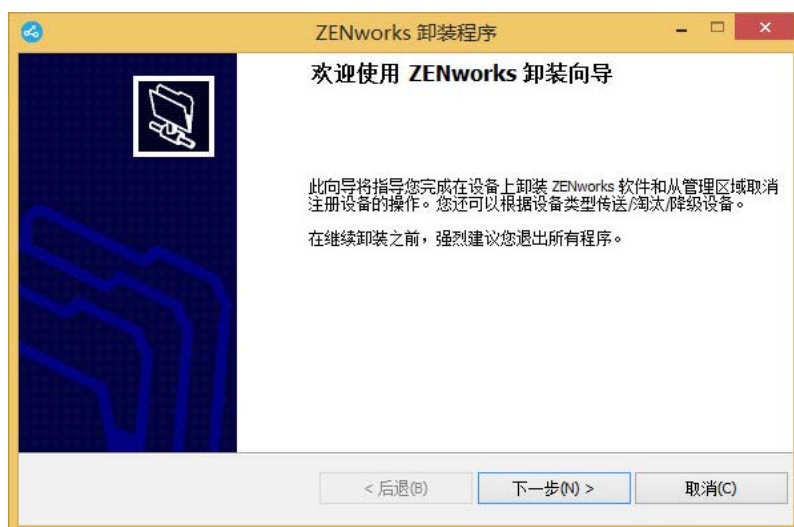 ZENworks 卸装程序
欢迎使用 ZENworks 卸装向导
此向导将指导您完成在设备上卸装 ZENworks 软件和从管理区域取消
注册设备的操作。您还可以根据设备类型传送/淘汰/降级设备。
在继续卸装之前，强烈建议您退出所有程序。
< 后退(B)
下一步(N) >
取消(C)